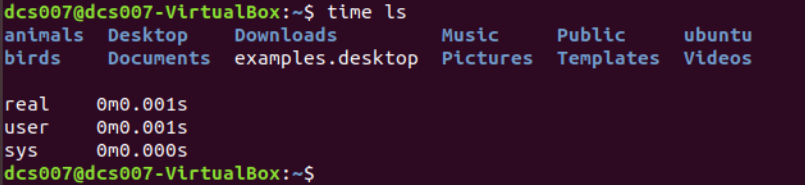 dcs007@dcs007-VirtualBox:~$ time ls
animals  Desktop    Downloads         Music     Public     ubuntu
birds    Documents  examples.desktop  Pictures  Templates  Videos

real    0m0.001s
user    0m0.001s
sys     0m0.000s
dcs007@dcs007-VirtualBox:~$